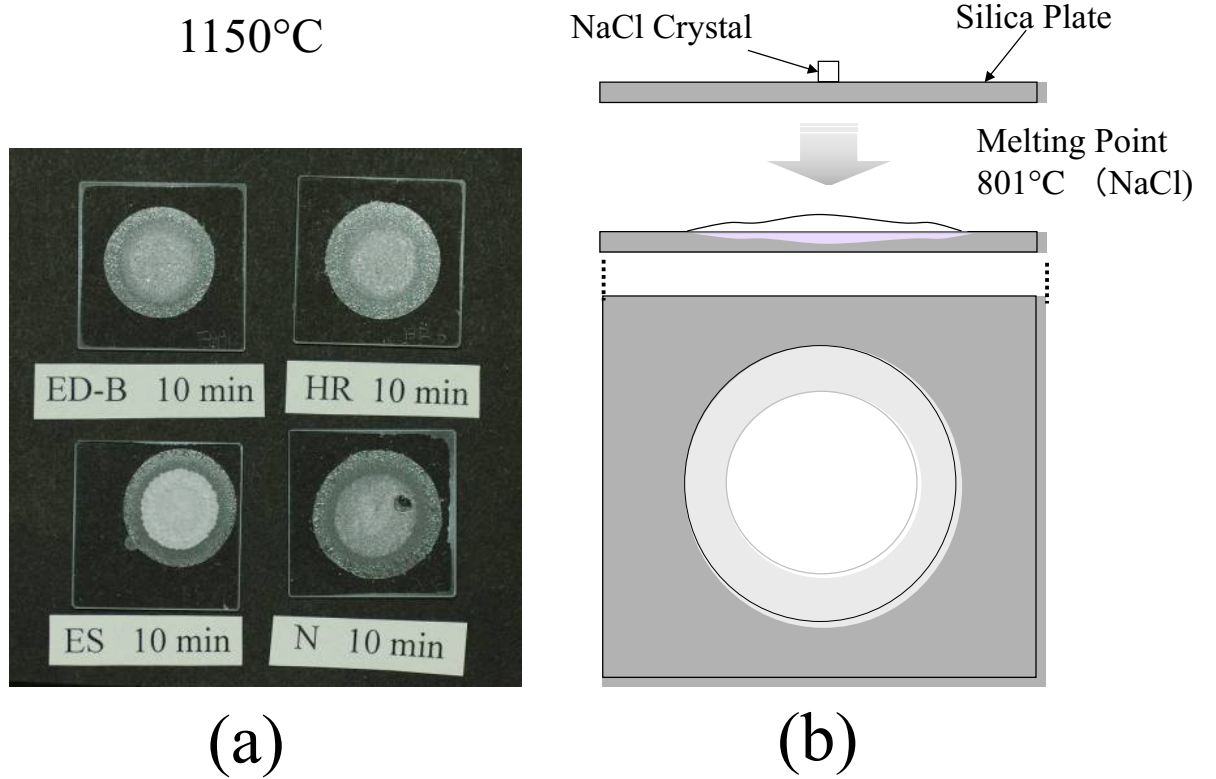 1150°C
ED-B 10 min
HR 10 min
ES 10 min
N 10 min
(a)
NaCl Crystal
Silica Plate
Melting Point
801°C （NaCl)
(b)